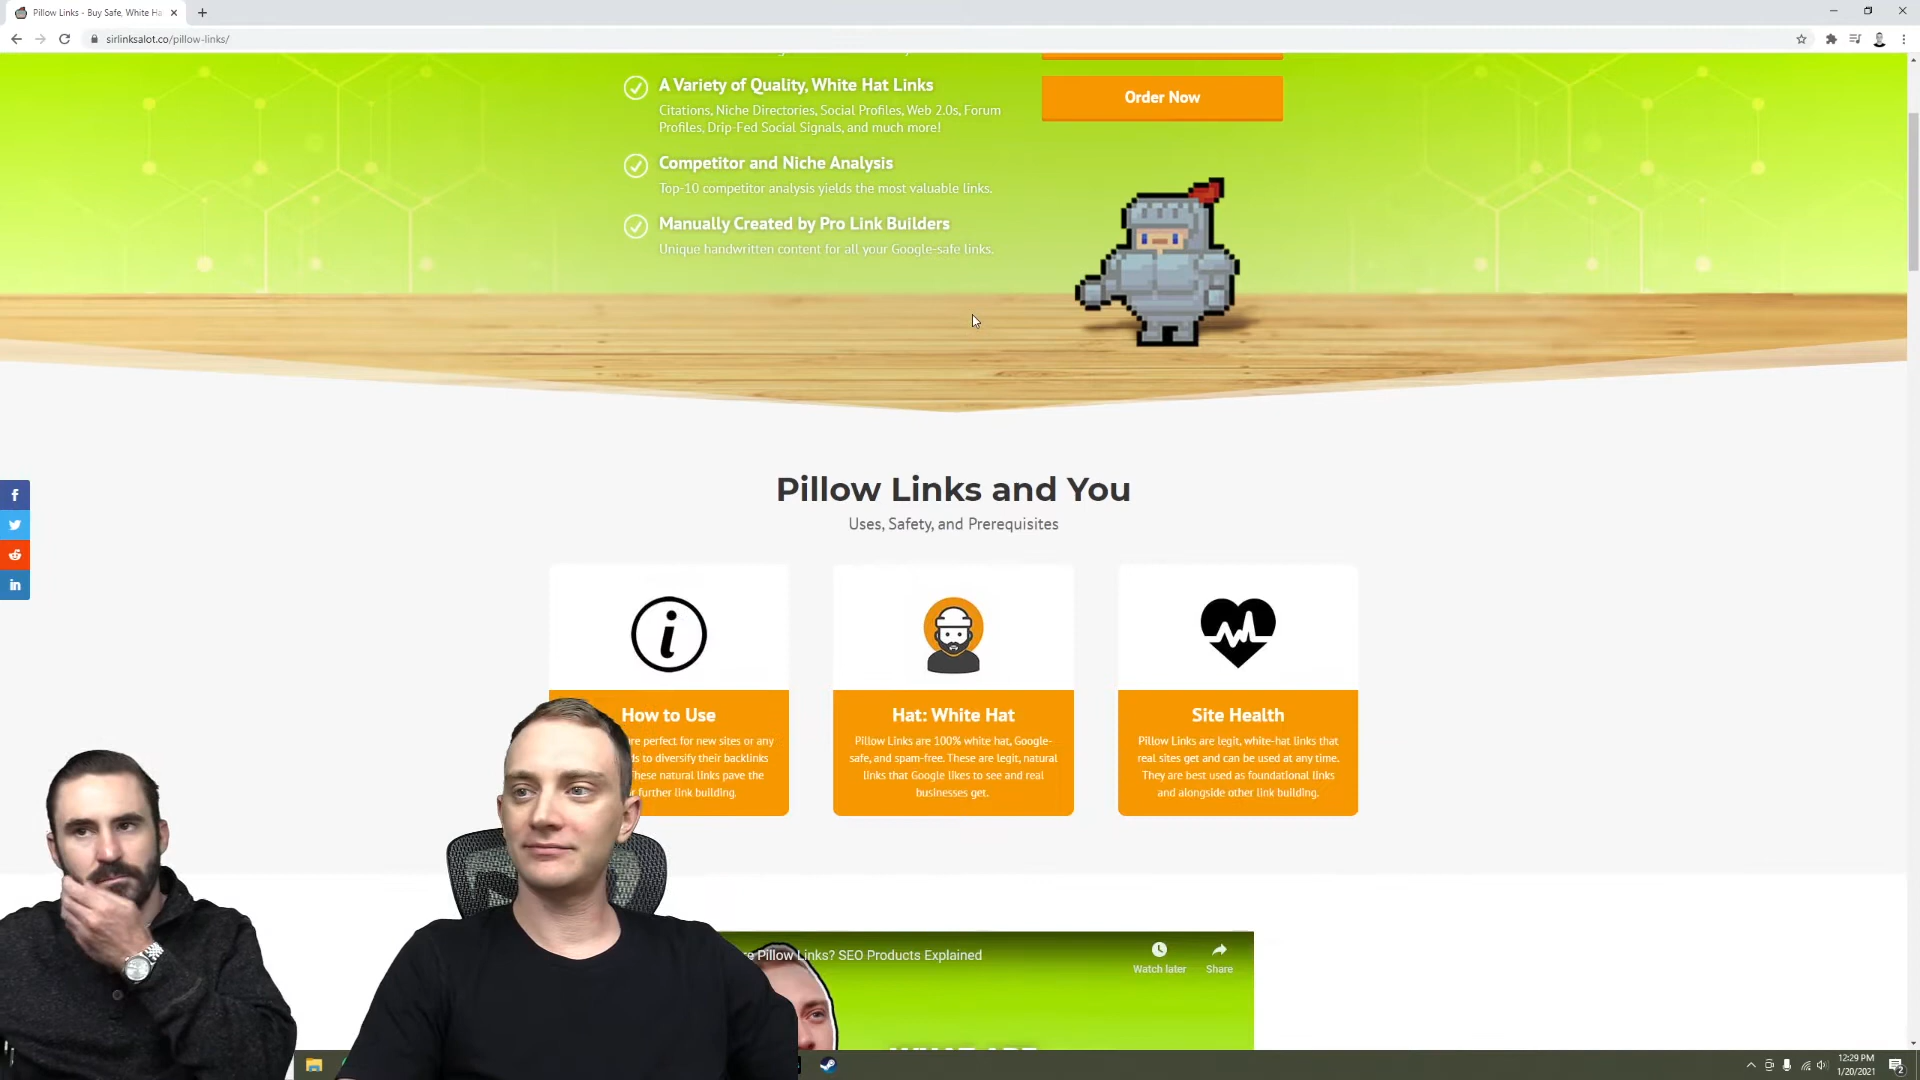 Pillow Links - Buy Safe, White Ha
sirlinksalot.co/pillow-links/
A Variety of Quality, White Hat Links
Citations, Niche Directories, Social Profiles, Web 2.0s, Forum
Profiles, Drip-Fed Social Signals, and much more!
Order Now
Competitor and Niche Analysis
Top-10 competitor analysis yields the most valuable links.
Manually Created by Pro Link Builders
Unique handwritten content for all your Google-safe links.
Pillow Links and You
Uses, Safety, and Prerequisites
f
in
i
How to Use
re perfect for new sites or any
ds to diversify their backlinks
These natural links pave the
r further link building.
Hat: White Hat
Pillow Links are 100% white hat, Google-
safe, and spam-free. These are legit, natural
links that Google likes to see and real
businesses get.
Site Health
Pillow Links are legit, white-hat links that
real sites get and can be used at any time.
They are best used as foundational links
and alongside other link building.
e Pillow Links? SEO Products Explained
Watch later
Share
WHAT ARE
12:29 PM
1/20/2021
2